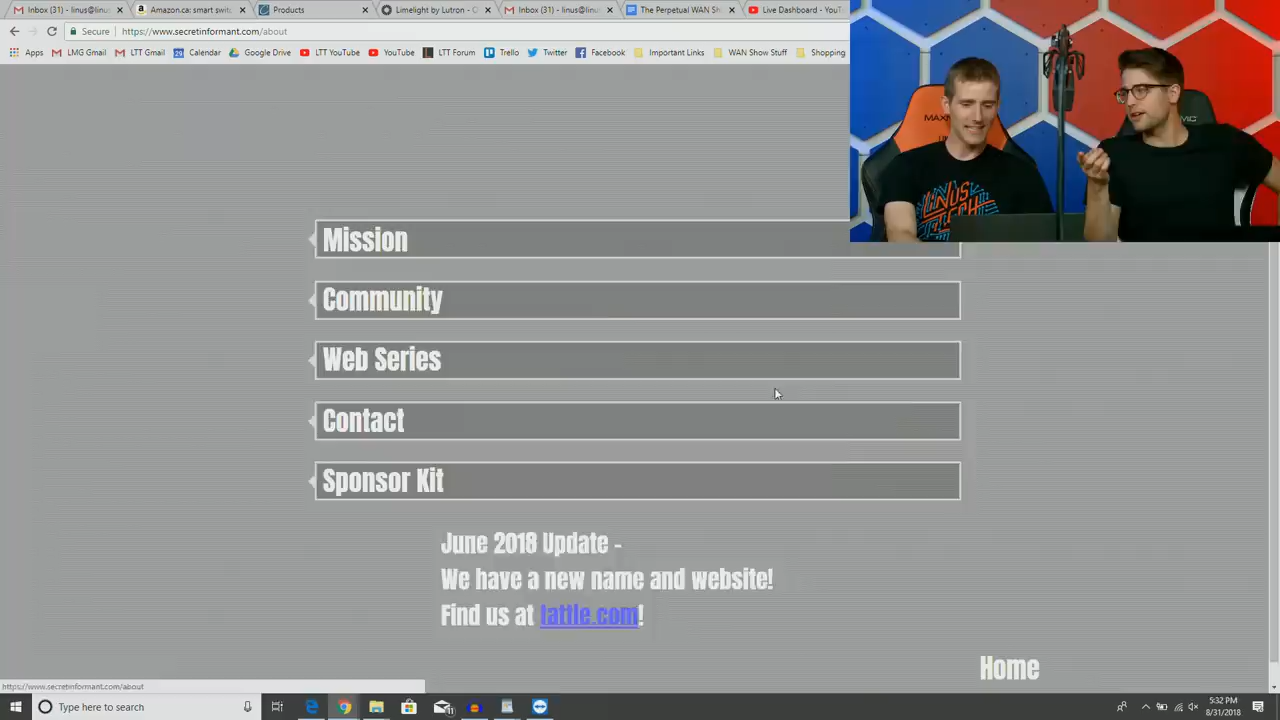 Inbox (31) - linus@linu
Amazon.ca: smart swit
Products
Limelight by Lutron - O
Inbox (31) - linus@linu
The Perpetual WAN Sh
Live Dashboard - YouT
Secure
https://www.secretinformant.com/about
Apps
LMG Gmail
LTT Gmail
Calendar
Google Drive
LTT YouTube
YouTube
LTT Forum
Trello
Twitter
Facebook
Important Links
WAN Show Stuff
Shopping
LINUS
TECH
Mission
Community
Web Series
Contact
Sponsor Kit
June 2018 Update -
We have a new name and website!
Find us at lattle.com!
Home
https://www.secretinformant.com/about
Type here to search
5:32 PM
8/31/2018